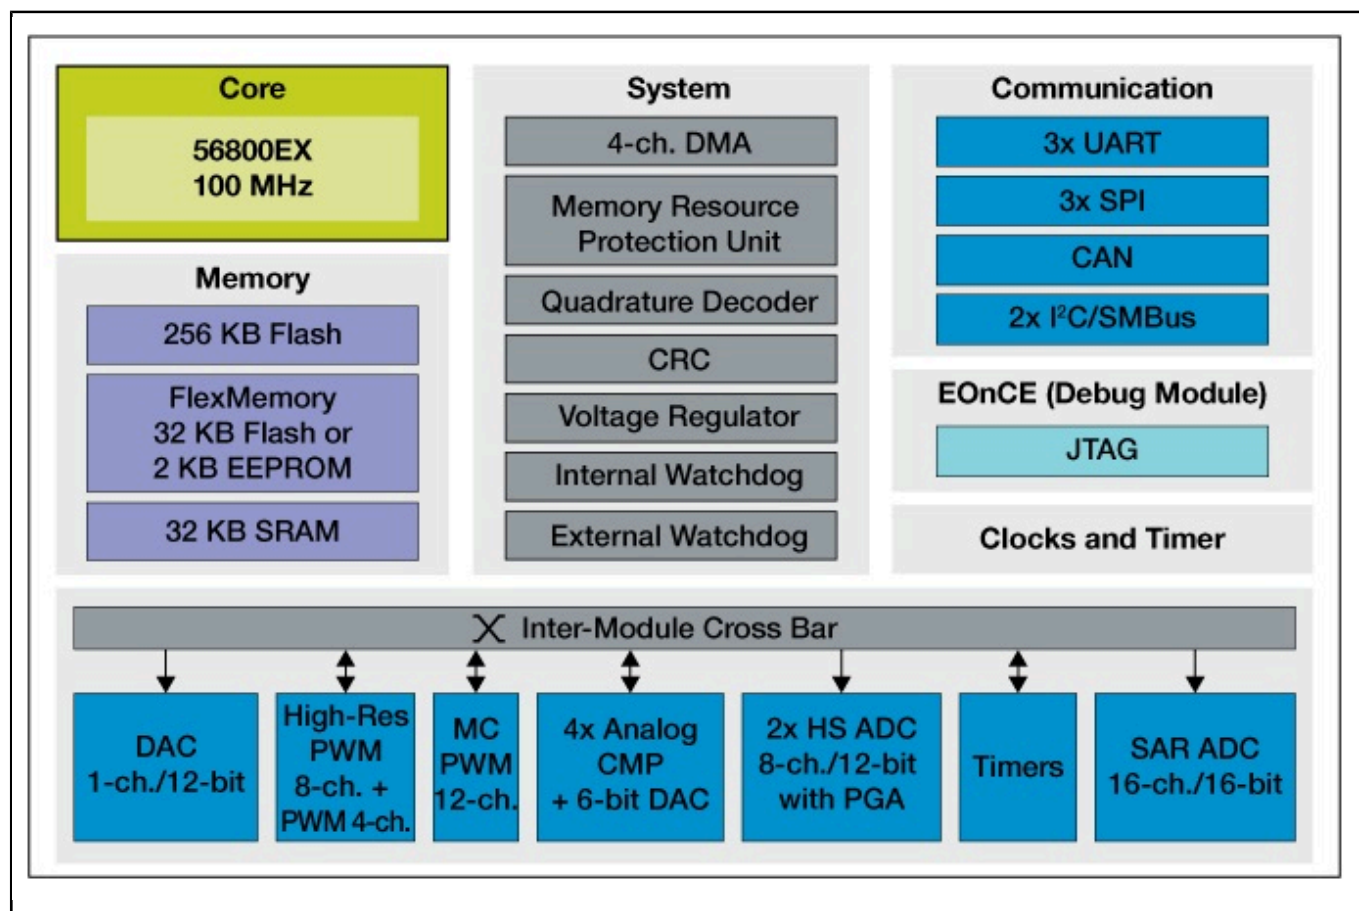 Core
56800EX
100 MHz
Memory
256 KB Flash
FlexMemory
32 KB Flash or
2 KB EEPROM
32 KB SRAM
System
4-ch. DMA
Memory Resource
Protection Unit
Quadrature Decoder
CRC
Voltage Regulator
Internal Watchdog
External Watchdog
Communication
3x UART
3x SPI
CAN
2x I²C/SMBus
EOnCE (Debug Module)
JTAG
Clocks and Timer
Inter-Module Cross Bar
DAC
1-ch./12-bit
High-Res
PWM
8-ch. +
PWM 4-ch.
MC
PWM
12-ch.
4x Analog
CMP
+ 6-bit DAC
2x HS ADC
8-ch./12-bit
with PGA
Timers
SAR ADC
16-ch./16-bit